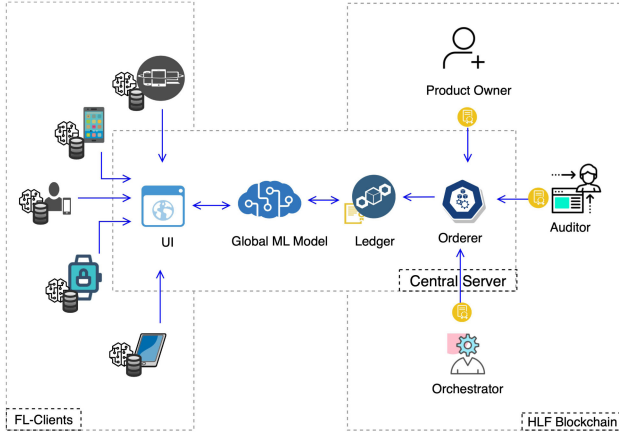 Product Owner
UI
Global ML Model
Ledger
Orderer
Auditor
Central Server
Orchestrator
FL-Clients
HLF Blockchain